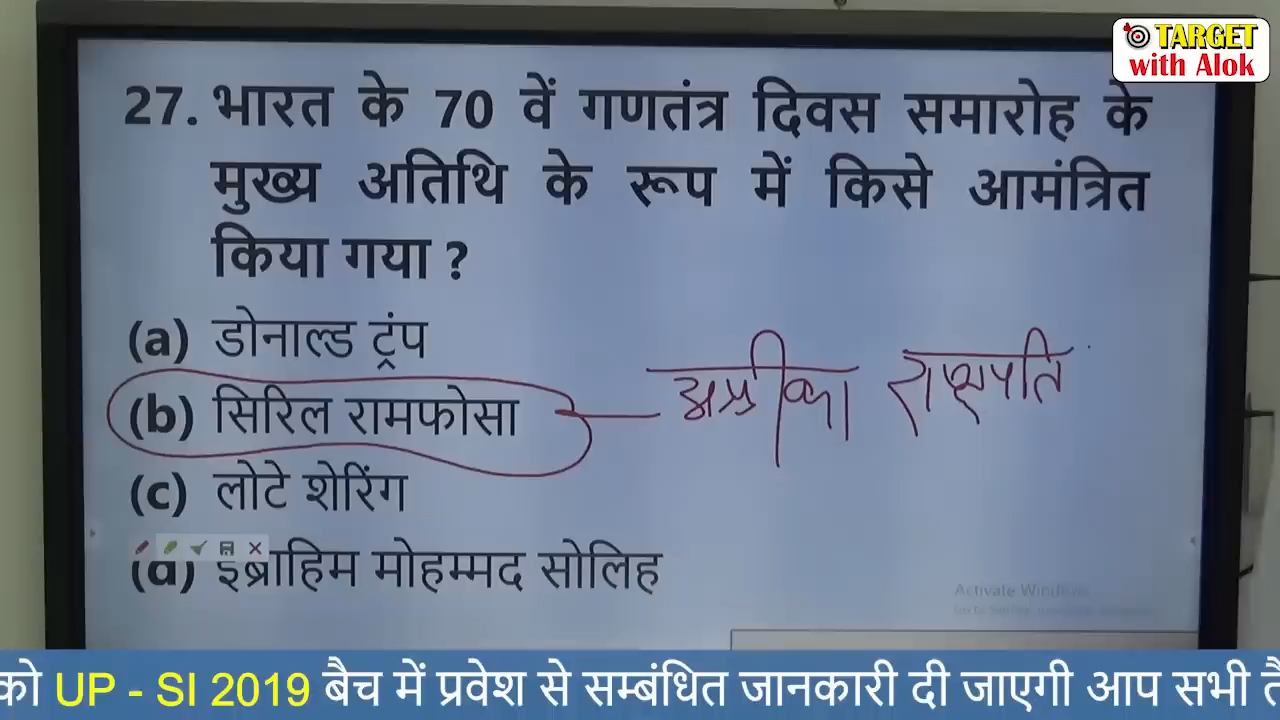 TARGET
with Alok
27. भारत के 70 वें गणतंत्र दिवस समारोह के
मुख्य अतिथि के रूप में किसे आमंत्रित
किया गया ?
(a) डोनाल्ड ट्रंप
(b) सिरिल रामफोसा
अफ्रीका राष्ट्रपति
(c) लोटे शेरिंग
(d) इब्राहिम मोहम्मद सोलिह
Activate Windows
को UP - SI 2019 बैच में प्रवेश से सम्बंधित जानकारी दी जाएगी आप सभी तै